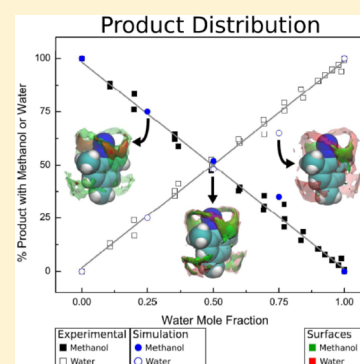 Product Distribution
% Product with Methanol or Water
100
75
50
25
0
0.00 0.25 0.50 0.75 1.00
Water Mole Fraction
Experimental Simulation Surfaces
Methanol Methanol Methanol
Water Water Water